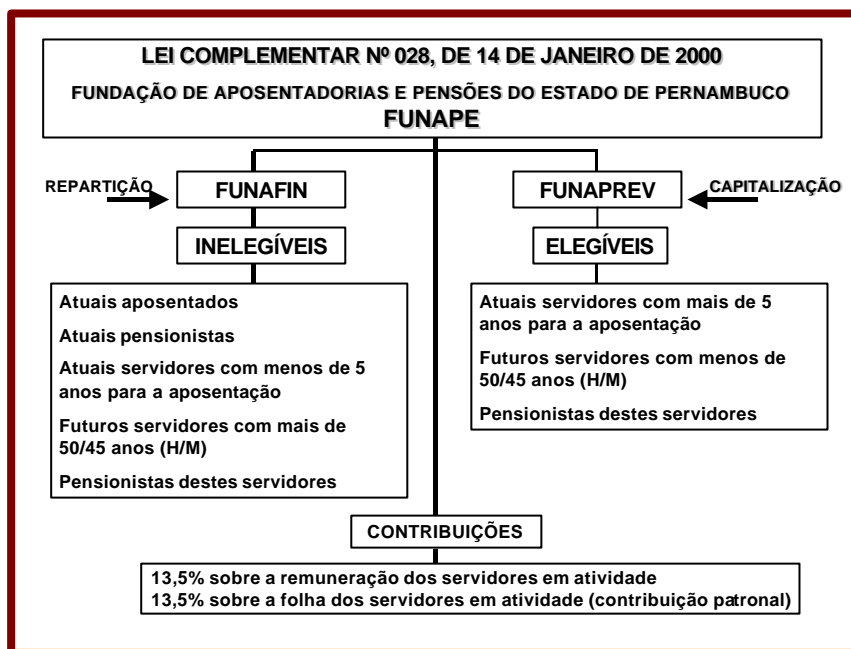 LEI COMPLEMENTAR Nº 028, DE 14 DE JANEIRO DE 2000
FUNDAÇÃO DE APOSENTADORIAS E PENSÕES DO ESTADO DE PERNAMBUCO
FUNAPE
REPARTIÇÃO
FUNAFIN
FUNAPREV
CAPITALIZAÇÃO
INELEGÍVEIS
ELEGÍVEIS
Atuais aposentados
Atuais pensionistas
Atuais servidores com menos de 5
anos para a aposentação
Futuros servidores com mais de
50/45 anos (H/M)
Pensionistas destes servidores
Atuais servidores com mais de 5
anos para a aposentação
Futuros servidores com menos de
50/45 anos (H/M)
Pensionistas destes servidores
CONTRIBUIÇÕES
13,5% sobre a remuneração dos servidores em atividade
13,5% sobre a folha dos servidores em atividade (contribuição patronal)